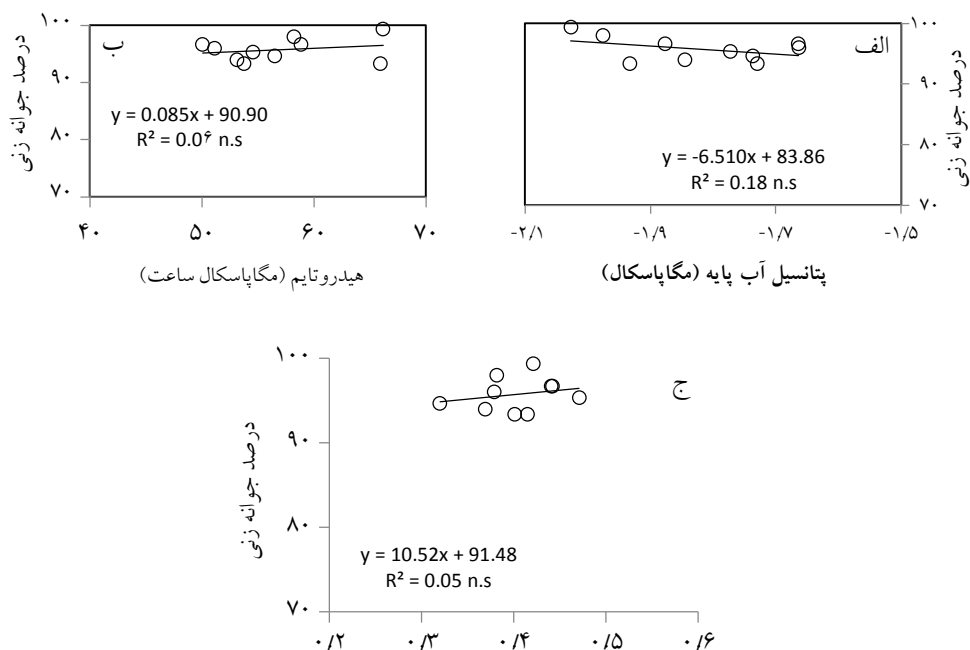 الف
درصد جوانه زنی
۱۰۰
۹۰
۸۰
۷۰
y = -6.510x + 83.86
R² = 0.18 n.s
-۲/۱ -۱/۹ -۱/۷ -۱/۵
پتانسیل آب پایه (مگاپاسکال)
ب
درصد جوانه زنی
۱۰۰
۹۰
۸۰
۷۰
y = 0.085x + 90.90
R² = 0.0۶ n.s
۴۰ ۵۰ ۶۰ ۷۰
هیدروتایم (مگاپاسکال ساعت)
ج
درصد جوانه زنی
۱۰۰
۹۰
۸۰
۷۰
y = 10.52x + 91.48
R² = 0.05 n.s
۰/۲ ۰/۳ ۰/۴ ۰/۵ ۰/۶